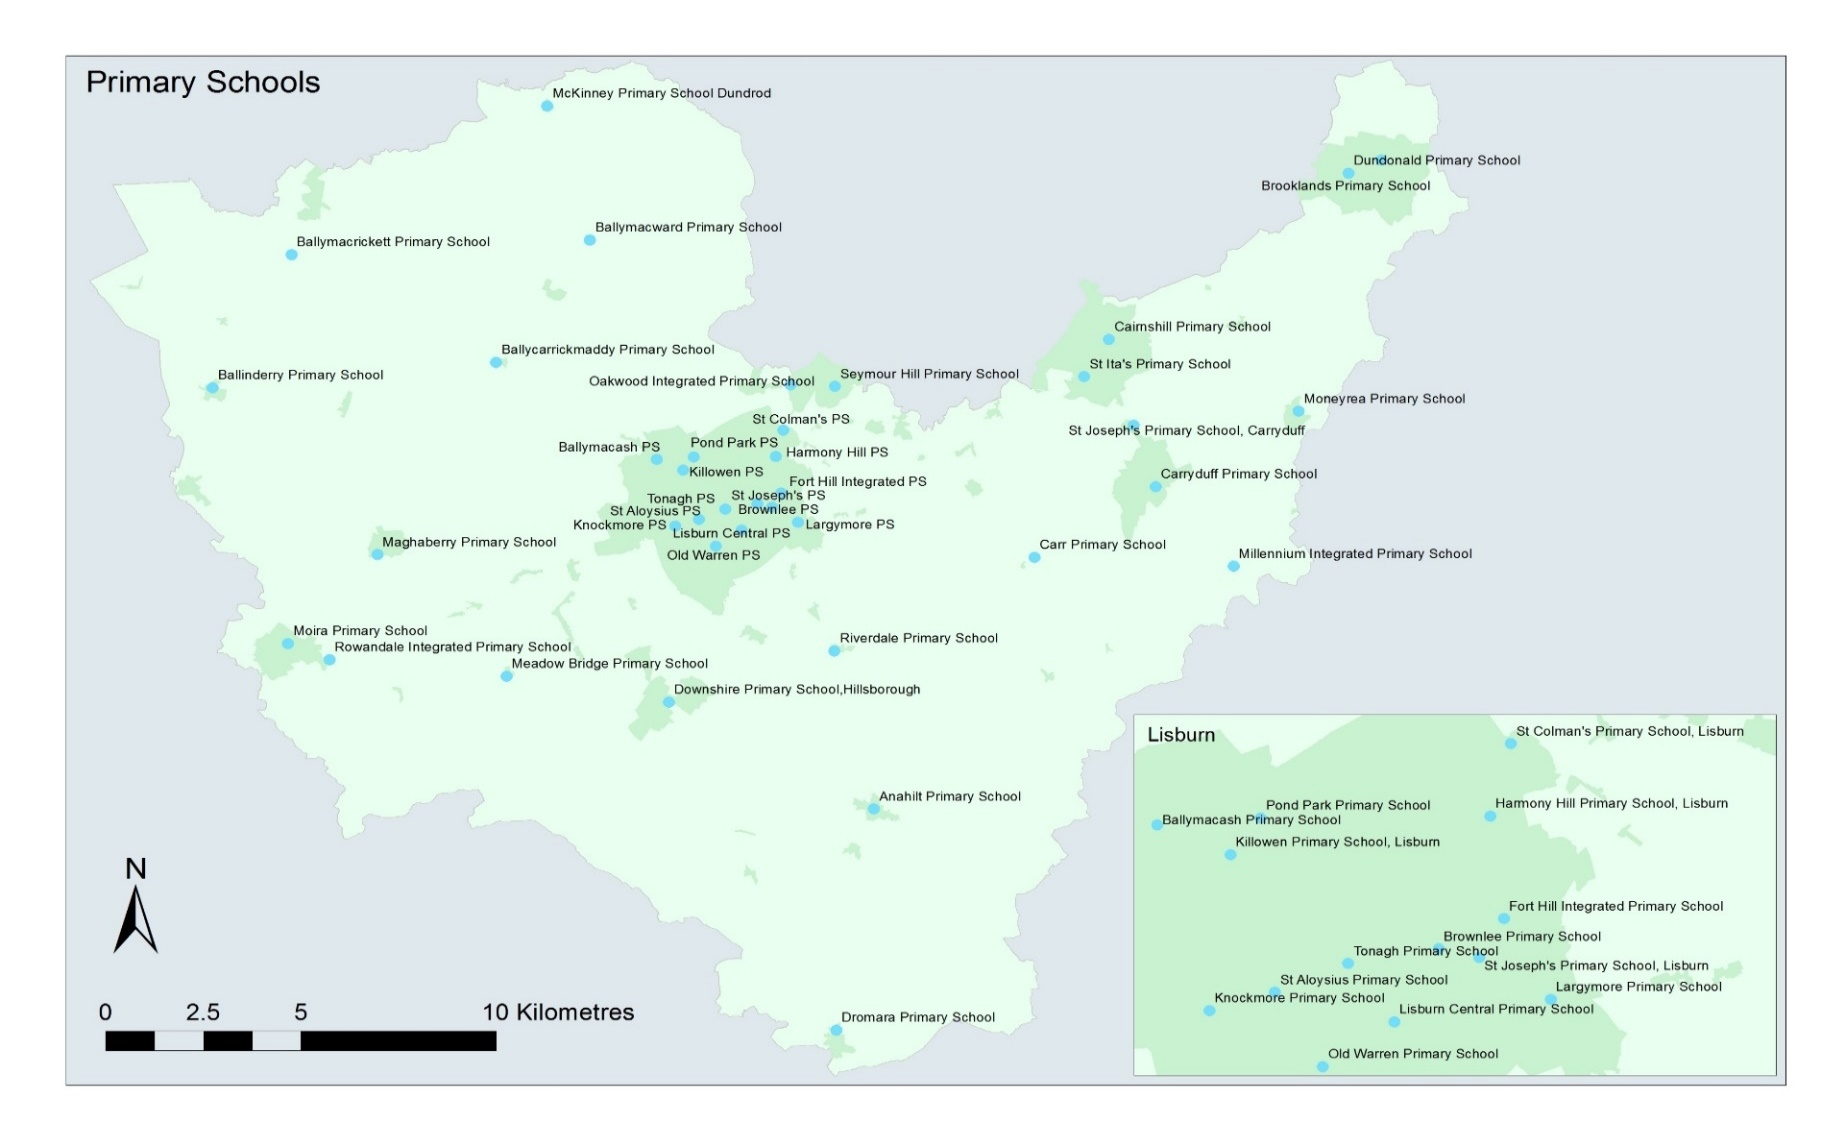 Primary Schools
McKinney Primary School Dundrod
Dundonald Primary School
Brooklands Primary School
Ballymacward Primary School
Ballymacrickett Primary School
Cairnshill Primary School
Ballycarrickmaddy Primary School
St Ita's Primary School
Ballinderry Primary School
Oakwood Integrated Primary School
Seymour Hill Primary School
Moneyrea Primary School
St Colman's PS
St Joseph's Primary School, Carryduff
Ballymacash PS
Pond Park PS
Harmony Hill PS
Killowen PS
Carryduff Primary School
Fort Hill Integrated PS
Tonagh PS
St Joseph's PS
St Aloysius PS
Brownlee PS
Knockmore PS
Largymore PS
Lisburn Central PS
Old Warren PS
Maghaberry Primary School
Carr Primary School
Millennium Integrated Primary School
Moira Primary School
Rowandale Integrated Primary School
Riverdale Primary School
Meadow Bridge Primary School
Downshire Primary School,Hillsborough
Anahilt Primary School
Dromara Primary School
N
0 2.5 5 10 Kilometres
Lisburn
St Colman's Primary School, Lisburn
Pond Park Primary School
Harmony Hill Primary School, Lisburn
Ballymacash Primary School
Killowen Primary School, Lisburn
Fort Hill Integrated Primary School
Brownlee Primary School
Tonagh Primary School
St Joseph's Primary School, Lisburn
St Aloysius Primary School
Largymore Primary School
Knockmore Primary School
Lisburn Central Primary School
Old Warren Primary School